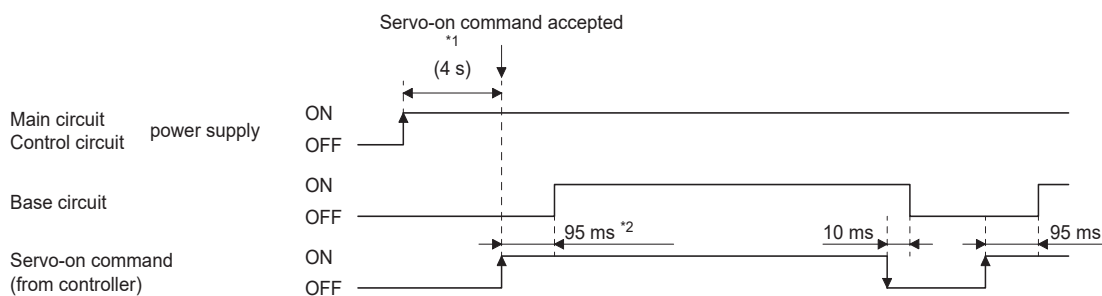 Servo-on command accepted
*1
(4 s)
Main circuit
Control circuit
power supply
ON
OFF
Base circuit
ON
OFF
95 ms *2
10 ms
95 ms
Servo-on command
(from controller)
ON
OFF